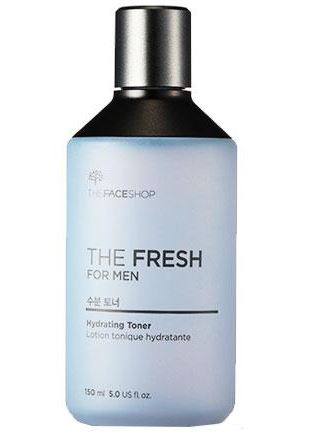 THEFACESHOP
THE FRESH
FOR MEN
수분 토너
Hydrating Toner
Lotion tonique hydratante
150 ml 5.0 US fl. oz.